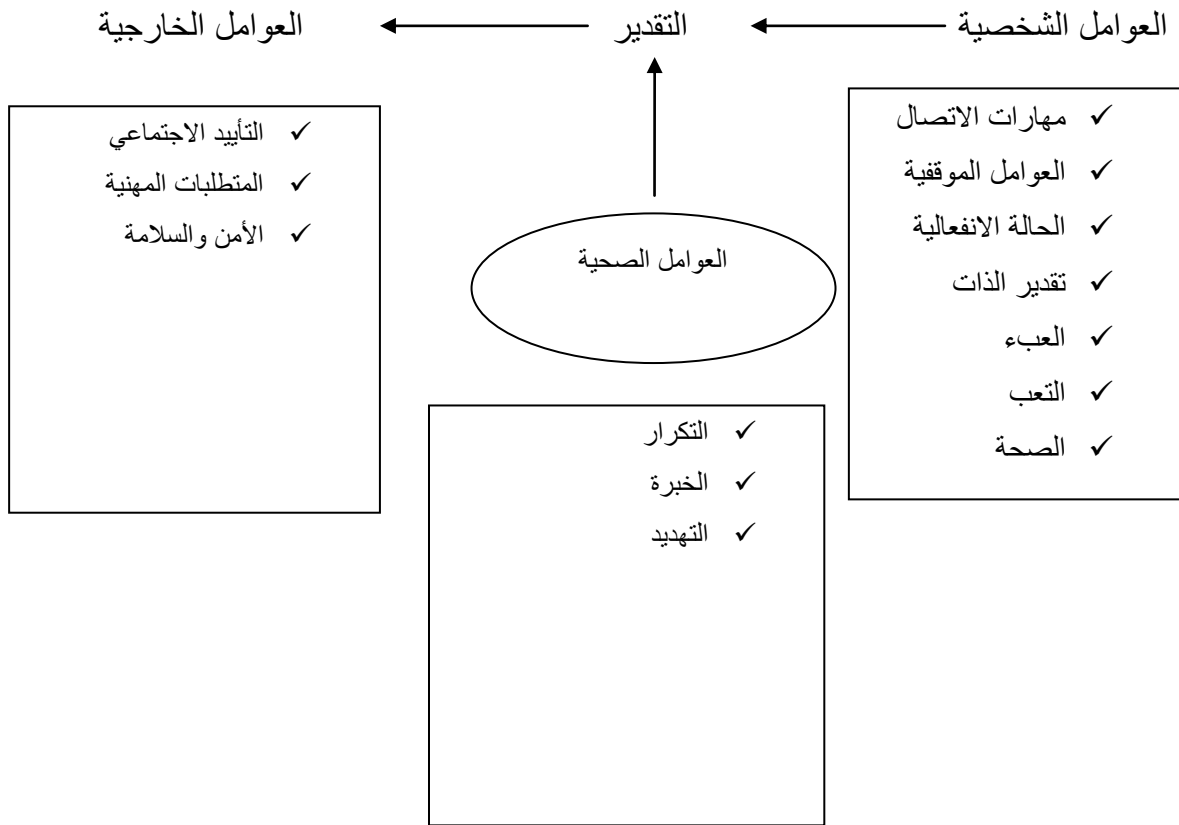 العوامل الشخصية
التقدير
العوامل الخارجية
✓ مهارات الاتصال
✓ العوامل الموقفية
✓ الحالة الانفعالية
✓ تقدير الذات
✓ العبء
✓ التعب
✓ الصحة
العوامل الصحية
✓ التكرار
✓ الخبرة
✓ التهديد
✓ التأييد الاجتماعي
✓ المتطلبات المهنية
✓ الأمن والسلامة